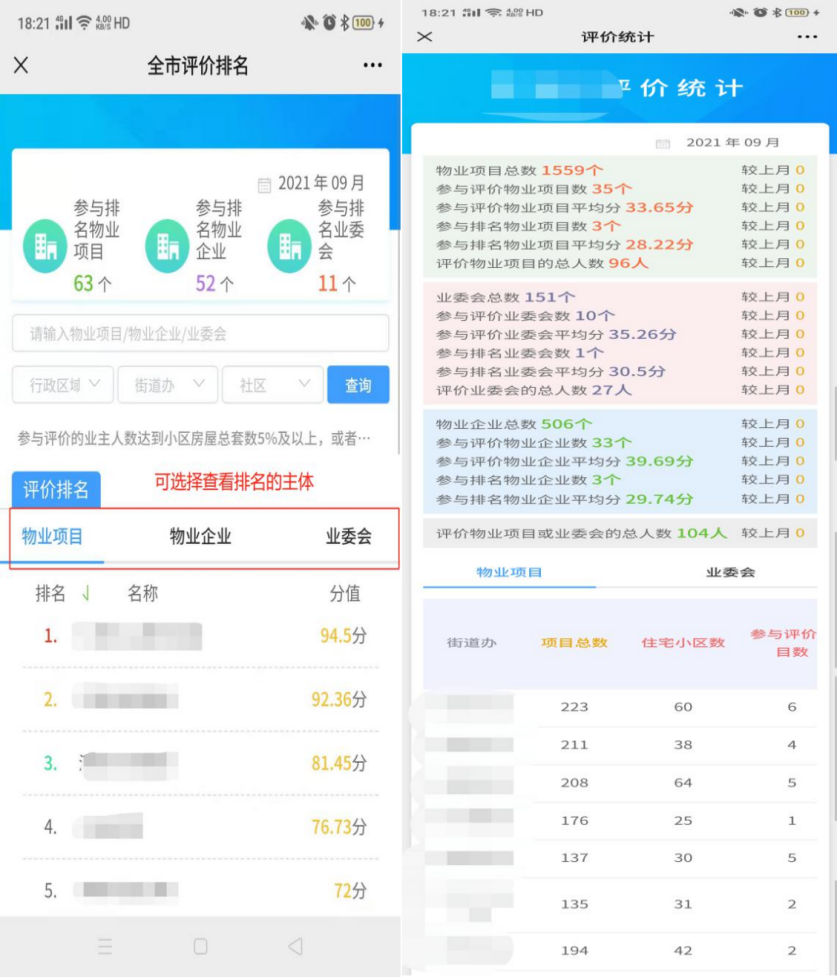 18:21 4G 4.00 KB/S HD 100
×
全市评价排名
2021 年 09 月
参与排名物业项目
63 个
参与排名物业企业
52 个
参与排名业委会
11 个
请输入物业项目/物业企业/业委会
行政区域
街道办
社区
查询
参与评价的业主人数达到小区房屋总套数5%及以上，或者···
评价排名
可选择查看排名的主体
物业项目 物业企业 业委会
排名 名称 分值
1. 94.5分
2. 92.36分
3. 81.45分
4. 76.73分
5. 72分
18:21 HD 100
×
评价统计
评价统计
2021 年 09 月
物业项目总数 1559个 较上月 0
参与评价物业项目数 35个 较上月 0
参与评价物业项目平均分 33.65分 较上月 0
参与排名物业项目数 3个 较上月 0
参与排名物业项目平均分 28.22分 较上月 0
评价物业项目的总人数 96人 较上月 0
业委会总数 151个 较上月 0
参与评价业委会数 10个 较上月 0
参与评价业委会平均分 35.26分 较上月 0
参与排名业委会数 1个 较上月 0
参与排名业委会平均分 30.5分 较上月 0
评价业委会的总人数 27人 较上月 0
物业企业总数 506个 较上月 0
参与评价物业企业数 33个 较上月 0
参与评价物业企业平均分 39.69分 较上月 0
参与排名物业企业数 3个 较上月 0
参与排名物业企业平均分 29.74分 较上月 0
评价物业项目或业委会的总人数 104人 较上月 0
物业项目 业委会
街道办 项目总数 住宅小区数 参与评价
目数
223 60 6
211 38 4
208 64 5
176 25 1
137 30 5
135 31 2
194 42 2